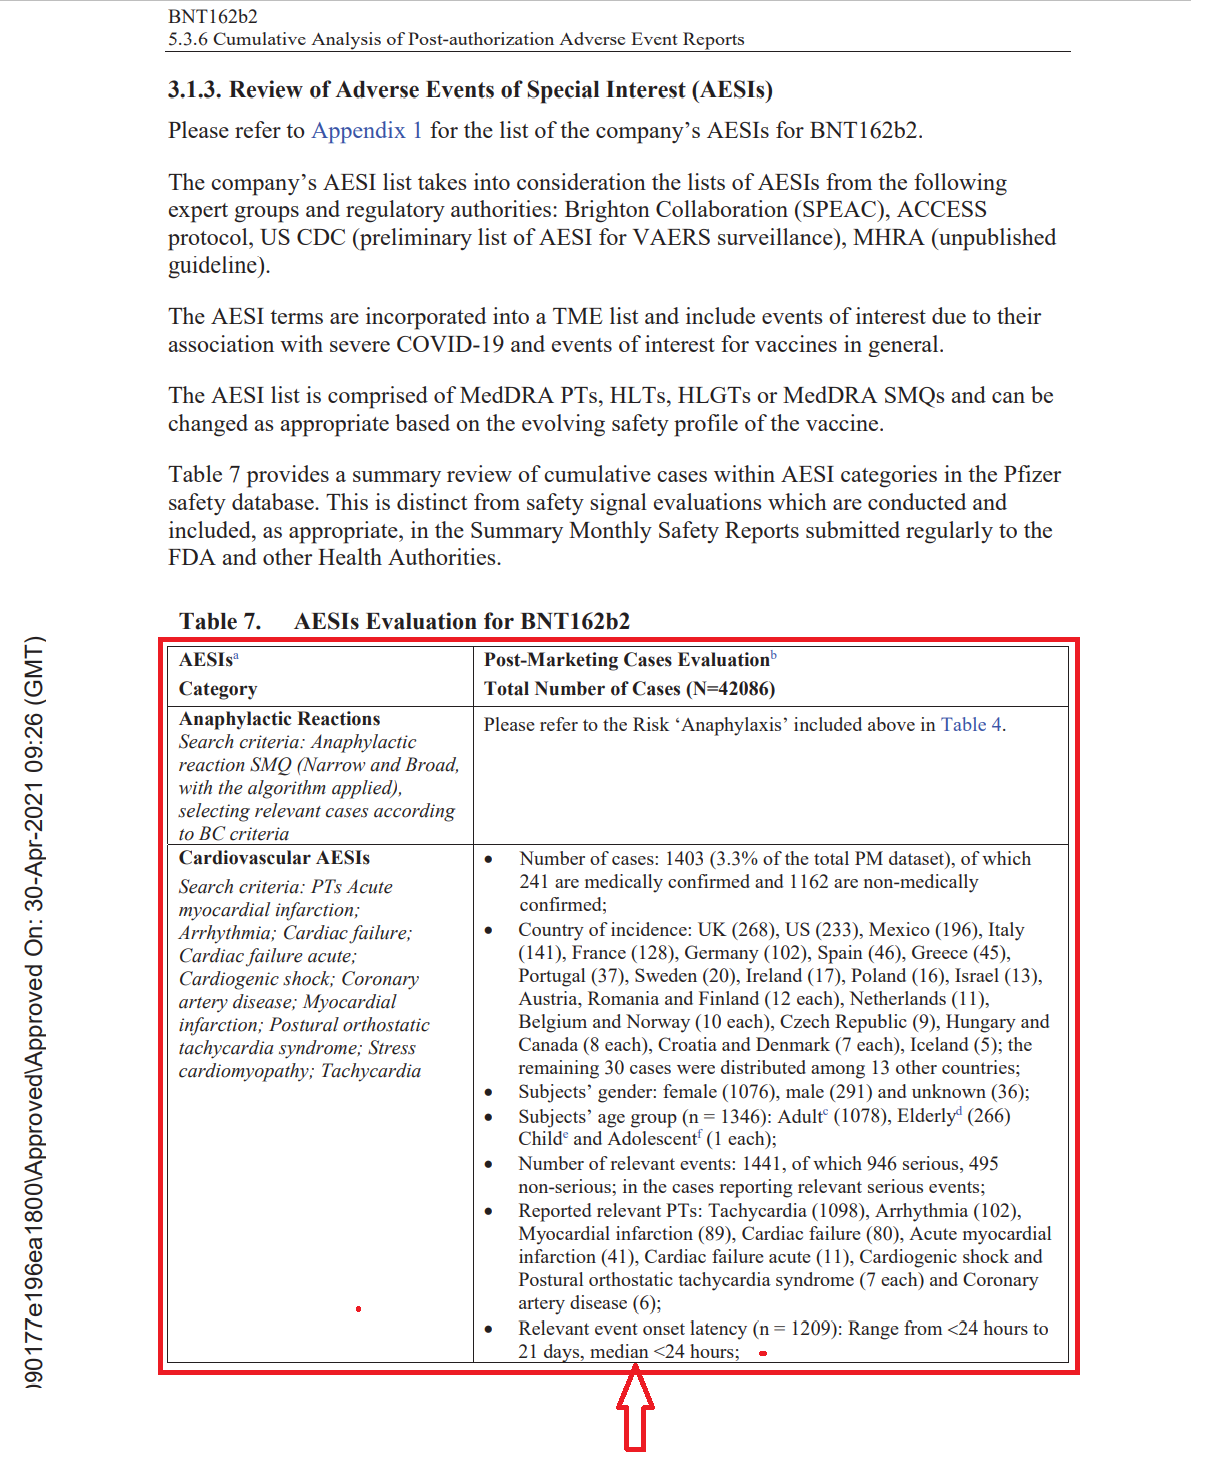 BNT162b2
5.3.6 Cumulative Analysis of Post-authorization Adverse Event Reports
3.1.3. Review of Adverse Events of Special Interest (AESIs)
Please refer to Appendix 1 for the list of the company's AESIs for BNT162b2.
The company's AESI list takes into consideration the lists of AESIs from the following
expert groups and regulatory authorities: Brighton Collaboration (SPEAC), ACCESS
protocol, US CDC (preliminary list of AESI for VAERS surveillance), MHRA (unpublished
guideline).
The AESI terms are incorporated into a TME list and include events of interest due to their
association with severe COVID-19 and events of interest for vaccines in general.
The AESI list is comprised of MedDRA PTs, HLTs, HLGTs or MedDRA SMQs and can be
changed as appropriate based on the evolving safety profile of the vaccine.
Table 7 provides a summary review of cumulative cases within AESI categories in the Pfizer
safety database. This is distinct from safety signal evaluations which are conducted and
included, as appropriate, in the Summary Monthly Safety Reports submitted regularly to the
FDA and other Health Authorities.
Table 7. AESIs Evaluation for BNT162b2
AESIsa
Category
Post-Marketing Cases Evaluationb
Total Number of Cases (N=42086)
Anaphylactic Reactions
Search criteria: Anaphylactic
reaction SMQ (Narrow and Broad,
with the algorithm applied),
selecting relevant cases according
to BC criteria
Please refer to the Risk 'Anaphylaxis' included above in Table 4.
Cardiovascular AESIs
Search criteria: PTs Acute
myocardial infarction;
Arrhythmia; Cardiac failure;
Cardiac failure acute;
Cardiogenic shock; Coronary
artery disease; Myocardial
infarction; Postural orthostatic
tachycardia syndrome; Stress
cardiomyopathy; Tachycardia
• Number of cases: 1403 (3.3% of the total PM dataset), of which
241 are medically confirmed and 1162 are non-medically
confirmed;
• Country of incidence: UK (268), US (233), Mexico (196), Italy
(141), France (128), Germany (102), Spain (46), Greece (45),
Portugal (37), Sweden (20), Ireland (17), Poland (16), Israel (13),
Austria, Romania and Finland (12 each), Netherlands (11),
Belgium and Norway (10 each), Czech Republic (9), Hungary and
Canada (8 each), Croatia and Denmark (7 each), Iceland (5); the
remaining 30 cases were distributed among 13 other countries;
• Subjects' gender: female (1076), male (291) and unknown (36);
• Subjects' age group (n = 1346): Adultc (1078), Elderlyd (266)
Childe and Adolescentf (1 each);
• Number of relevant events: 1441, of which 946 serious, 495
non-serious; in the cases reporting relevant serious events;
• Reported relevant PTs: Tachycardia (1098), Arrhythmia (102),
Myocardial infarction (89), Cardiac failure (80), Acute myocardial
infarction (41), Cardiac failure acute (11), Cardiogenic shock and
Postural orthostatic tachycardia syndrome (7 each) and Coronary
artery disease (6);
• Relevant event onset latency (n = 1209): Range from <24 hours to
21 days, median <24 hours;
)90177e196ea1800\Approved\Approved On: 30-Apr-2021 09:26 (GMT)